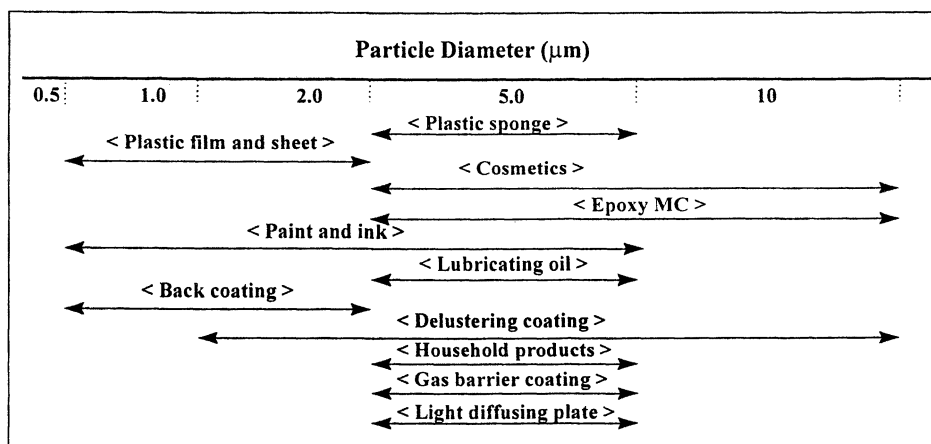 Particle Diameter (μm)
0.5 1.0 2.0 5.0 10
< Plastic sponge >
< Plastic film and sheet >
< Cosmetics >
< Epoxy MC >
< Paint and ink>
< Lubricating oil >
< Back coating >
< Delustering coating>
< Household products >
< Gas barrier coating >
< Light diffusing plate >